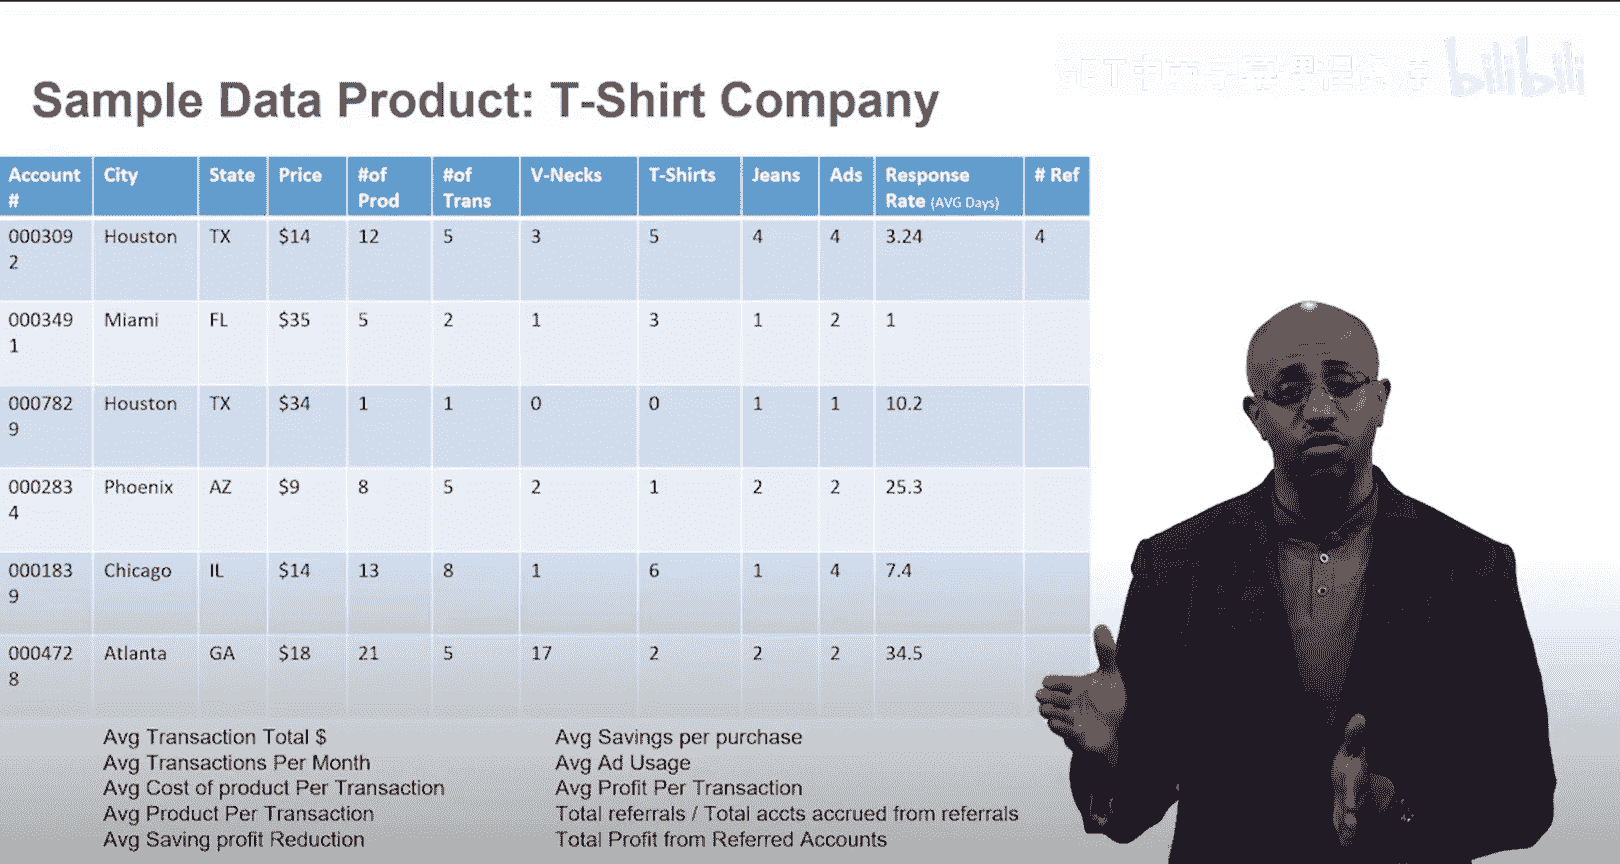 bilibili
Sample Data Product: T-Shirt Company
Account # City State Price #of Prod #of Trans V-Necks T-Shirts Jeans Ads Response Rate (AVG Days) # Ref
0003092 Houston TX $14 12 5 3 5 4 4 3.24 4
0003491 Miami FL $35 5 2 1 3 1 2 1
0007829 Houston TX $34 1 1 0 0 1 1 10.2
0002834 Phoenix AZ $9 8 5 2 1 2 2 25.3
0001839 Chicago IL $14 13 8 1 6 1 4 7.4
0004728 Atlanta GA $18 21 5 17 2 2 2 34.5
Avg Transaction Total $
Avg Transactions Per Month
Avg Cost of product Per Transaction
Avg Product Per Transaction
Avg Saving profit Reduction
Avg Savings per purchase
Avg Ad Usage
Avg Profit Per Transaction
Total referrals / Total accts accrued from referrals
Total Profit from Referred Accounts